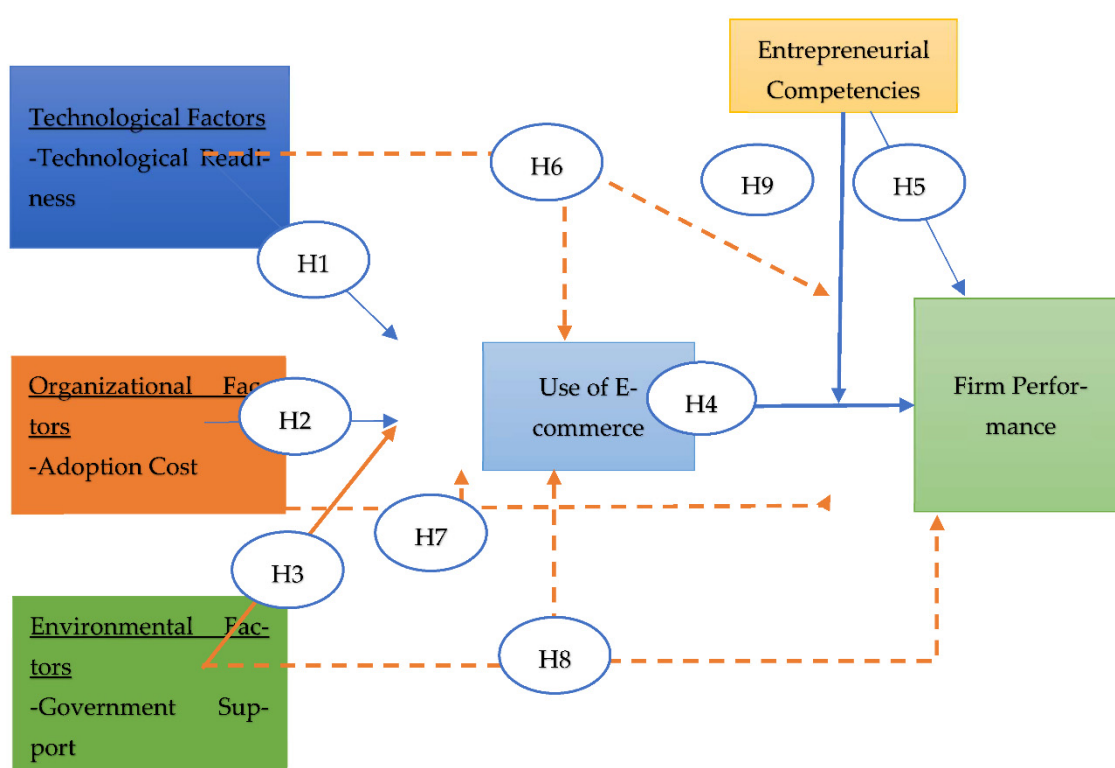 Entrepreneurial
Competencies
Technological Factors
-Technological Readi-
ness
H6
H9
H5
H1
Organizational Fac-
tors
-Adoption Cost
H2
Use of E-
commerce
H4
Firm Perfor-
mance
H7
H3
Environmental Fac-
tors
-Government Sup-
port
H8